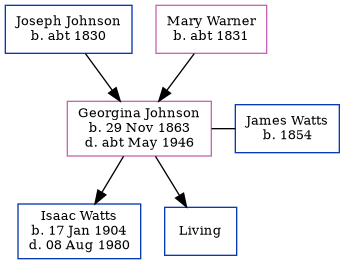 Joseph Johnson
b. abt 1830
Mary Warner
b. abt 1831
Georgina Johnson
b. 29 Nov 1863
d. abt May 1946
James Watts
b. 1854
Isaac Watts
b. 17 Jan 1904
d. 08 Aug 1980
Living